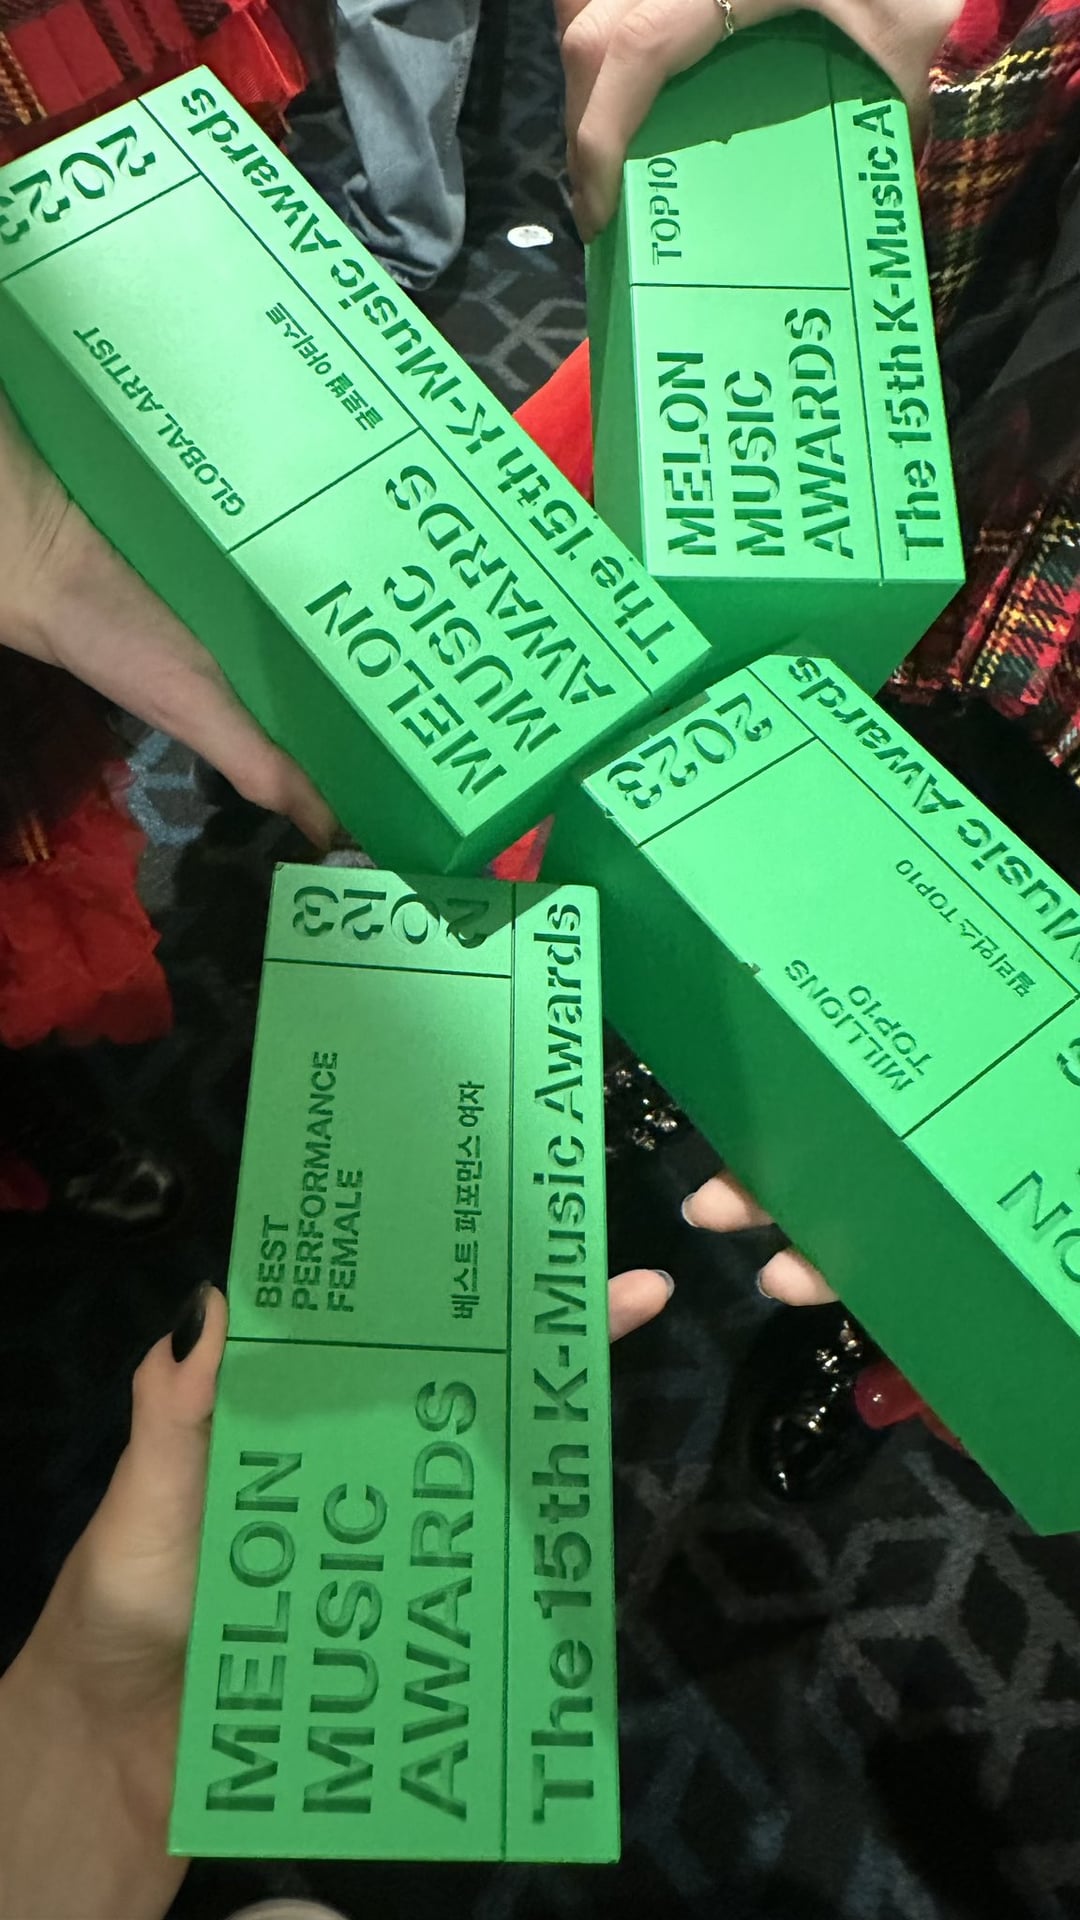 2023
GLOBAL ARTIST
글로벌 아티스트
MELON
MUSIC
AWARDS
The 15th K-Music Awards
TOP10
MELON
MUSIC
AWARDS
The 15th K-Music A
2023
MILLIONS
TOP10
밀리언스 TOP10
Music Awards
2023
BEST
PERFORMANCE
FEMALE
베스트 퍼포먼스 여자
MELON
MUSIC
AWARDS
The 15th K-Music Awards